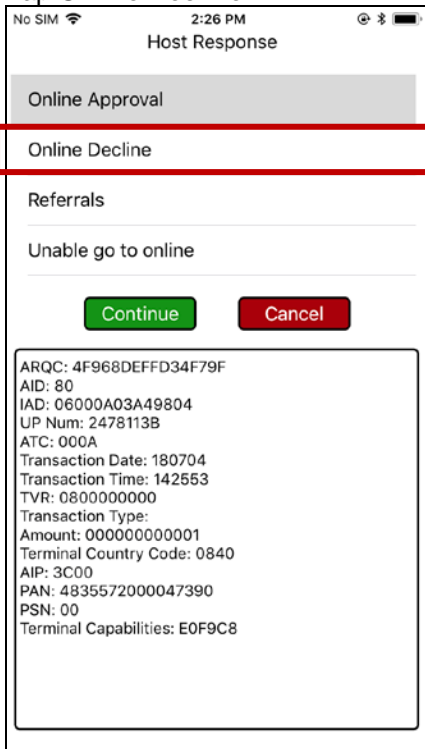 No SIM 2:26 PM
Host Response
Online Approval
Online Decline
Referrals
Unable go to online
Continue Cancel
ARQC: 4F968DEFFD34F79F
AID: 80
IAD: 06000A03A49804
UP Num: 2478113B
ATC: 000A
Transaction Date: 180704
Transaction Time: 142553
TVR: 0800000000
Transaction Type:
Amount: 000000000001
Terminal Country Code: 0840
AIP: 3C00
PAN: 4835572000047390
PSN: 00
Terminal Capabilities: E0F9C8